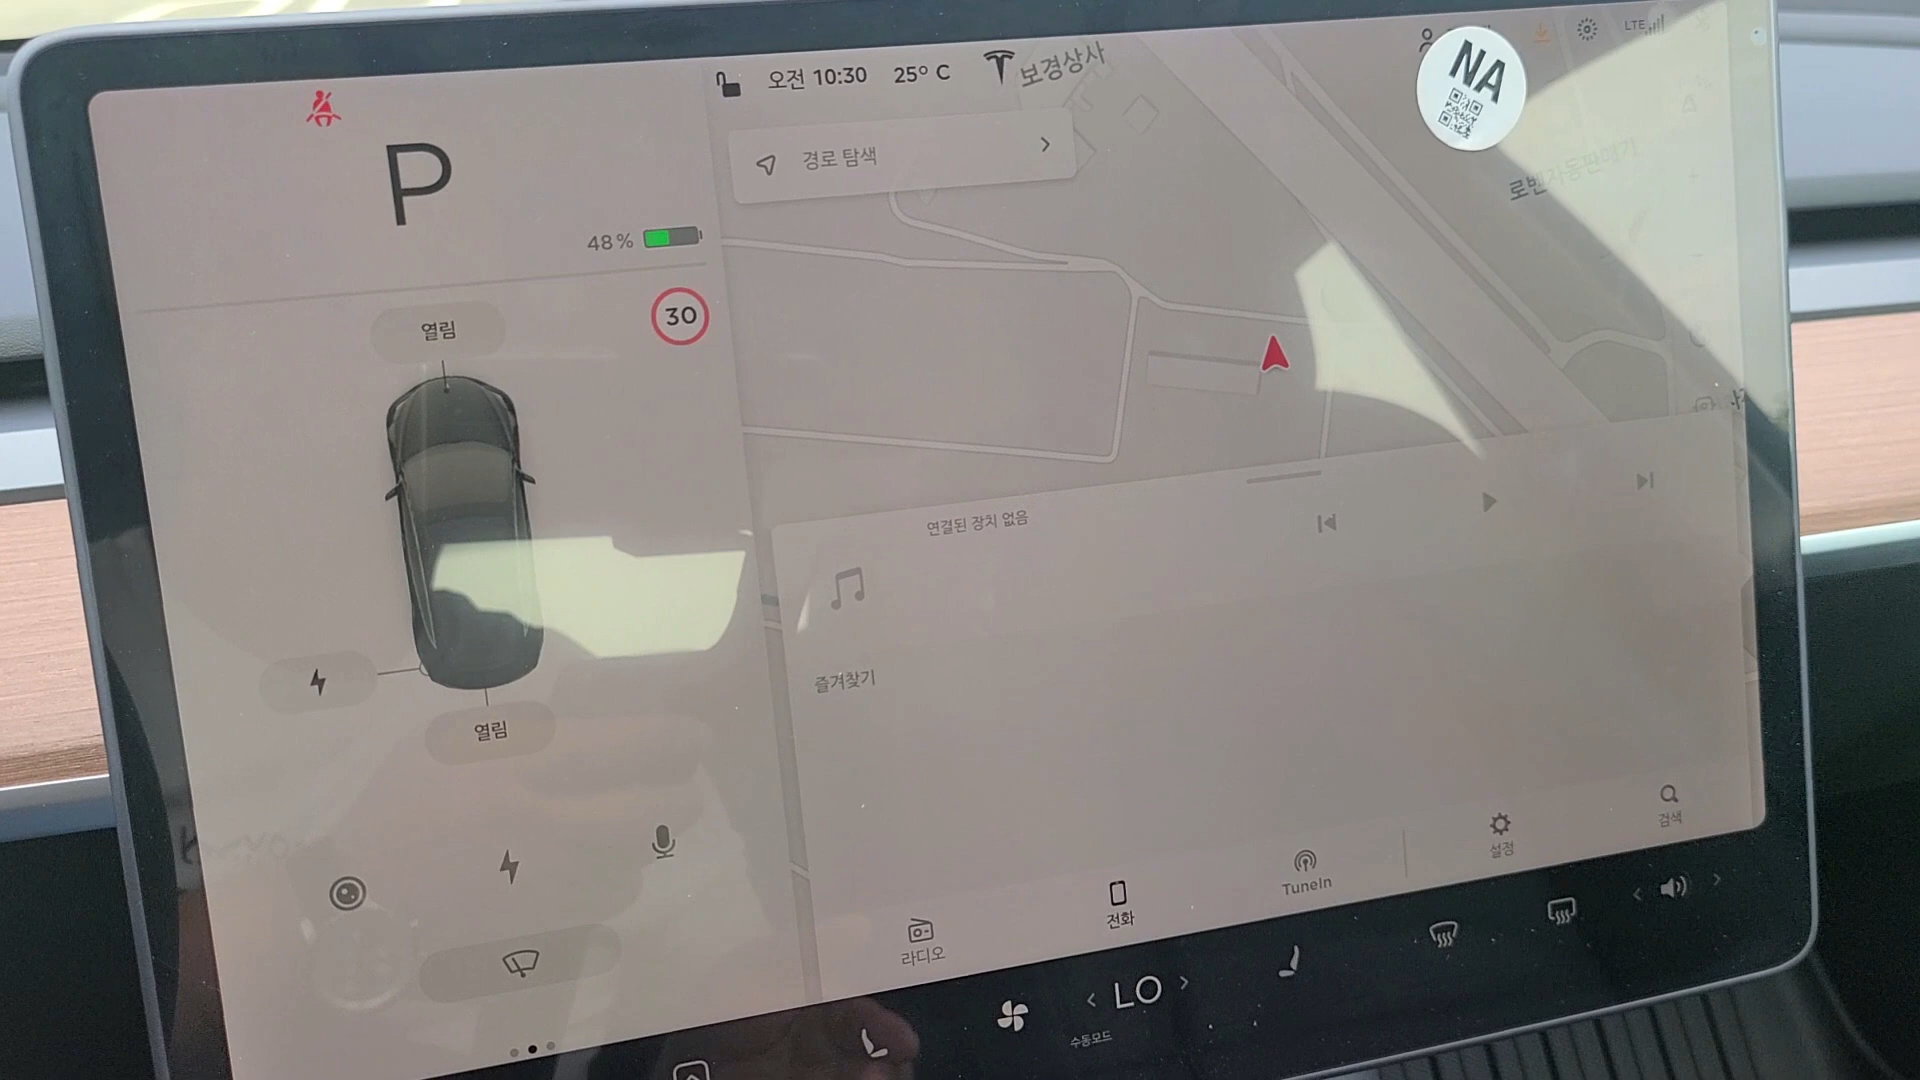 오전 10:30 25° C
보경상사
LTE
NA
P
경로 탐색
48%
30
열림
열림
연결된 장치 없음
즐겨찾기
라디오
전화
TuneIn
설정
검색
LO
수동모드